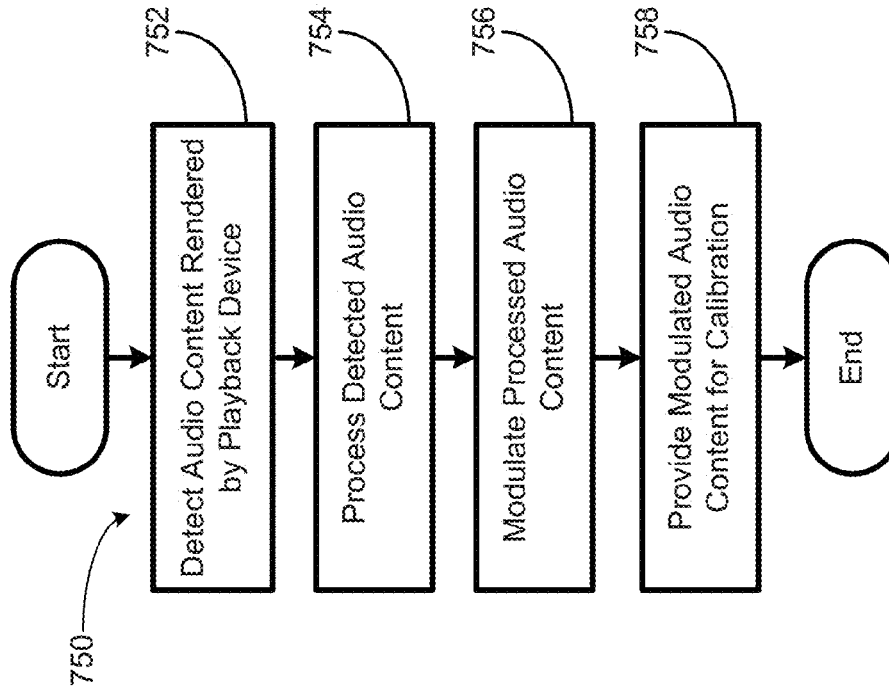 750
Start
Detect Audio Content Rendered
by Playback Device
752
Process Detected Audio
Content
754
Modulate Processed Audio
Content
756
Provide Modulated Audio
Content for Calibration
758
End